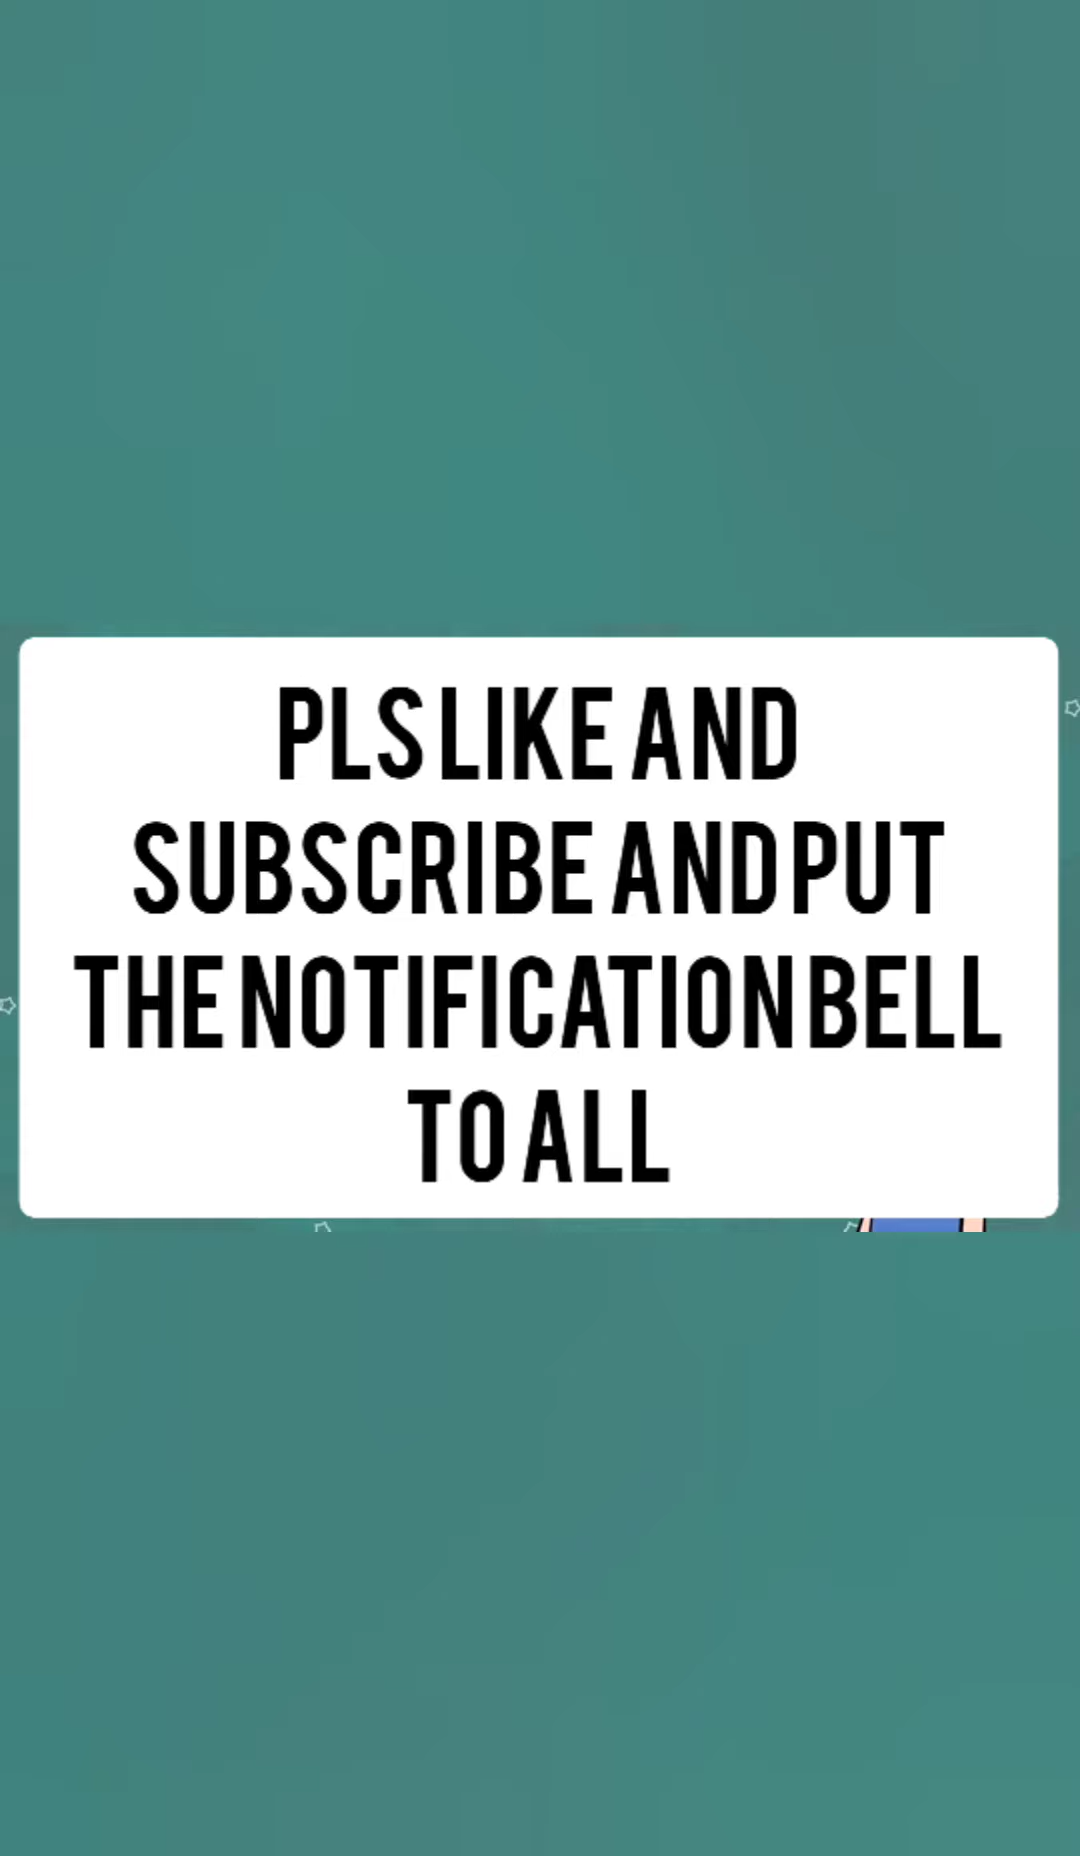 PLS LIKE AND
SUBSCRIBE AND PUT
THE NOTIFICATION BELL
TO ALL